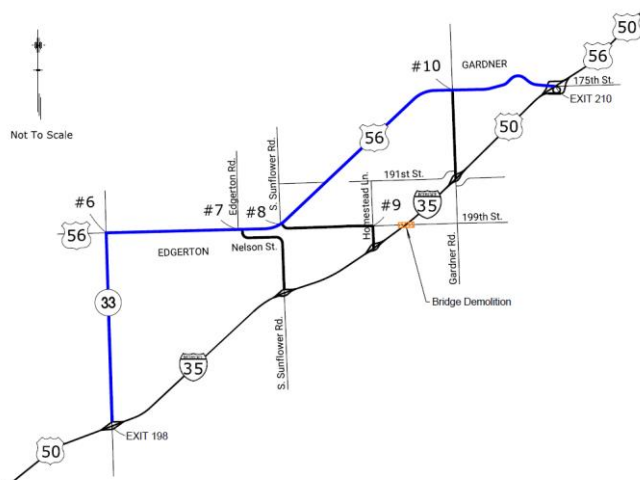 50
56
#10
GARDNER
175th St.
EXIT 210
Not To Scale
50
56
Edgerton Rd.
S. Sunflower Rd.
191st St.
#6
#7
#8
Homestead Ln.
#9
35
199th St.
56
EDGERTON
Nelson St.
Gardner Rd.
33
Bridge Demolition
S. Sunflower Rd.
35
EXIT 198
50